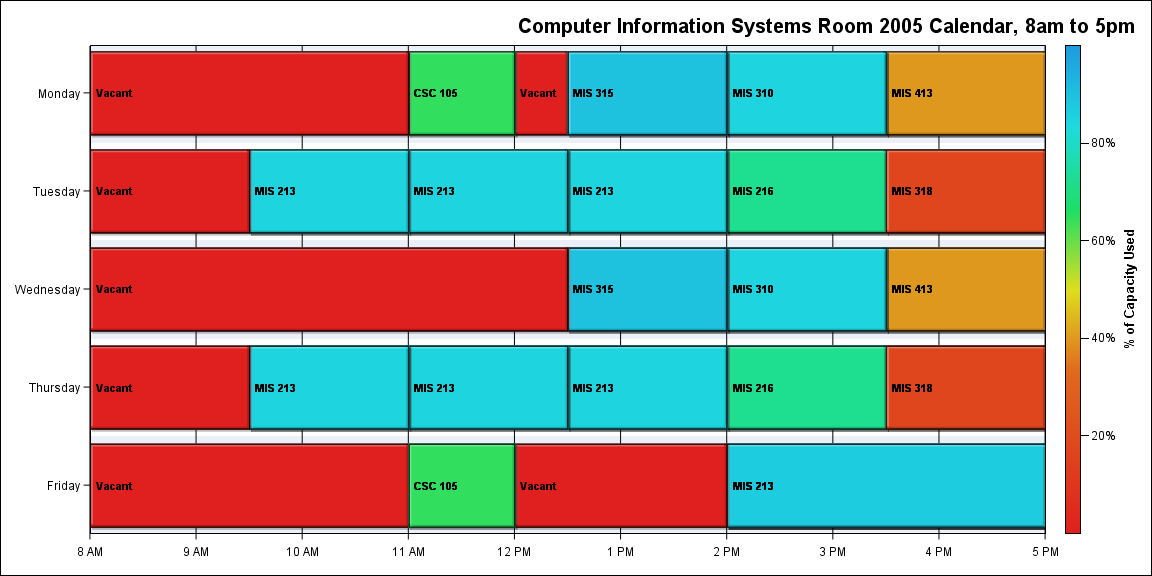 Computer Information Systems Room 2005 Calendar, 8am to 5pm
Monday
Vacant
CSC 105
Vacant
MIS 315
MIS 310
MIS 413
Tuesday
Vacant
MIS 213
MIS 213
MIS 213
MIS 216
MIS 318
Wednesday
Vacant
MIS 315
MIS 310
MIS 413
Thursday
Vacant
MIS 213
MIS 213
MIS 213
MIS 216
MIS 318
Friday
Vacant
CSC 105
Vacant
MIS 213
8 AM
9 AM
10 AM
11 AM
12 PM
1 PM
2 PM
3 PM
4 PM
5 PM
80%
60%
40%
20%
% of Capacity Used